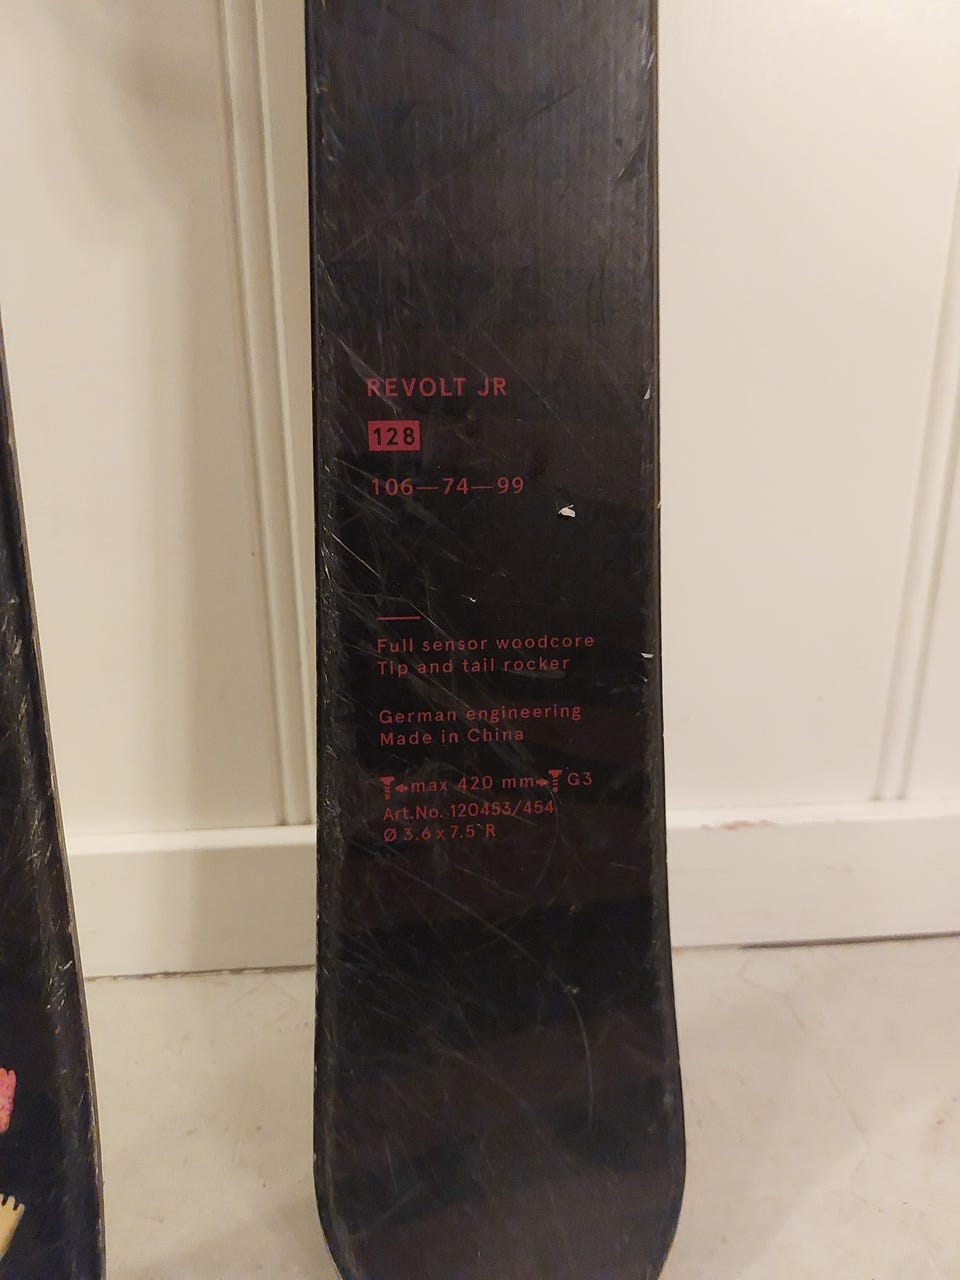 REVOLT JR
128
106—74—99
Full sensor woodcore
Tip and tail rocker
German engineering
Made in China
max 420 mm G3
Art.No. 120453/454
Ø 3.6 x 7.5 R